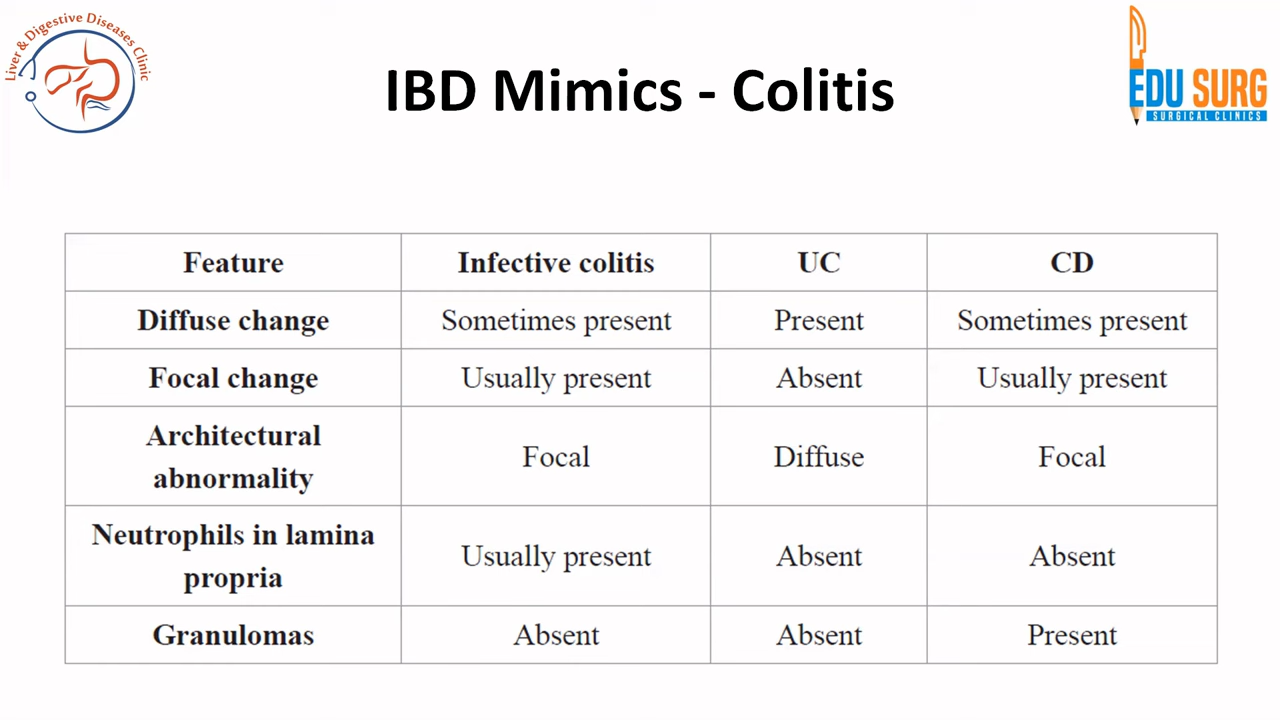 Liver & Digestive Diseases Clinic
IBD Mimics - Colitis
EDU SURG
SURGICAL CLINICS
Feature Infective colitis UC CD
Diffuse change Sometimes present Present Sometimes present
Focal change Usually present Absent Usually present
Architectural
abnormality Focal Diffuse Focal
Neutrophils in lamina
propria Usually present Absent Absent
Granulomas Absent Absent Present